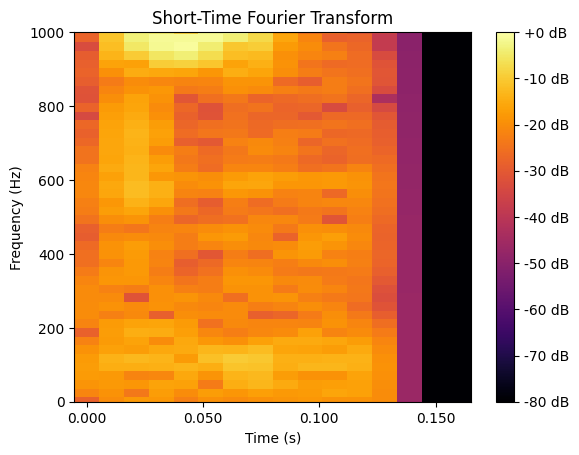 Short-Time Fourier Transform
Frequency (Hz)
1000
800
600
400
200
0
0.000
0.050
0.100
0.150
Time (s)
+0 dB
-10 dB
-20 dB
-30 dB
-40 dB
-50 dB
-60 dB
-70 dB
-80 dB